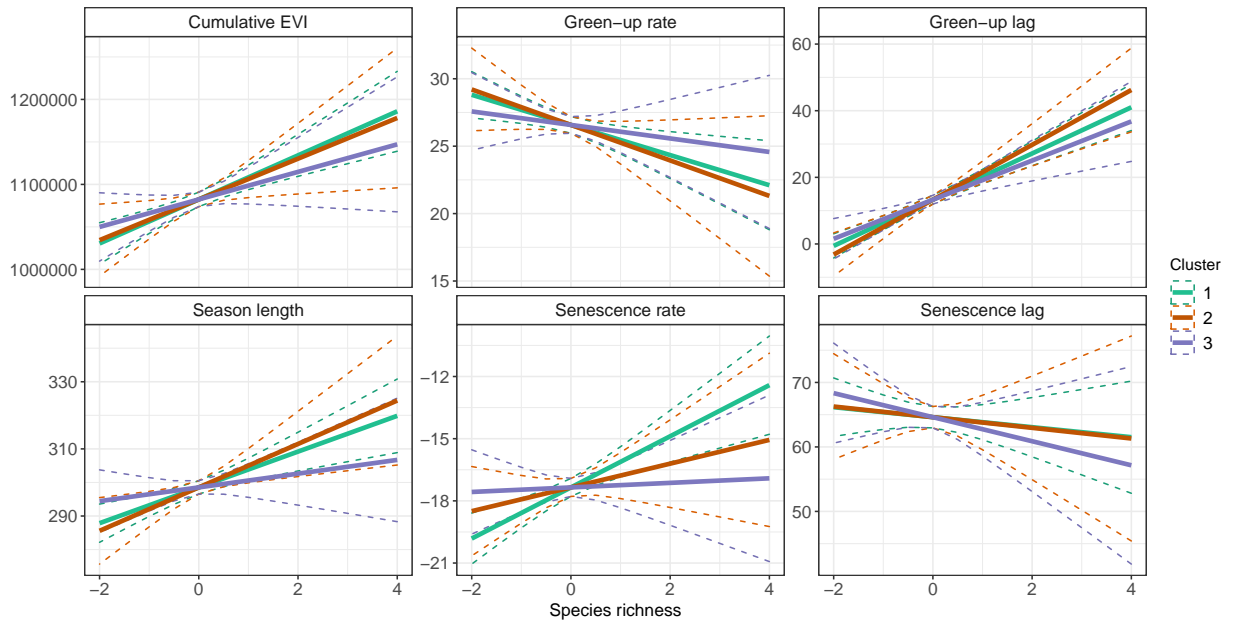 Cumulative EVI
Green−up rate
Green−up lag
1200000
1100000
1000000
30
25
20
15
60
40
20
0
Season length
Senescence rate
Senescence lag
330
310
290
−12
−15
−18
−21
70
60
50
−2 0 2 4
−2 0 2 4
−2 0 2 4
Species richness
Cluster
1
2
3